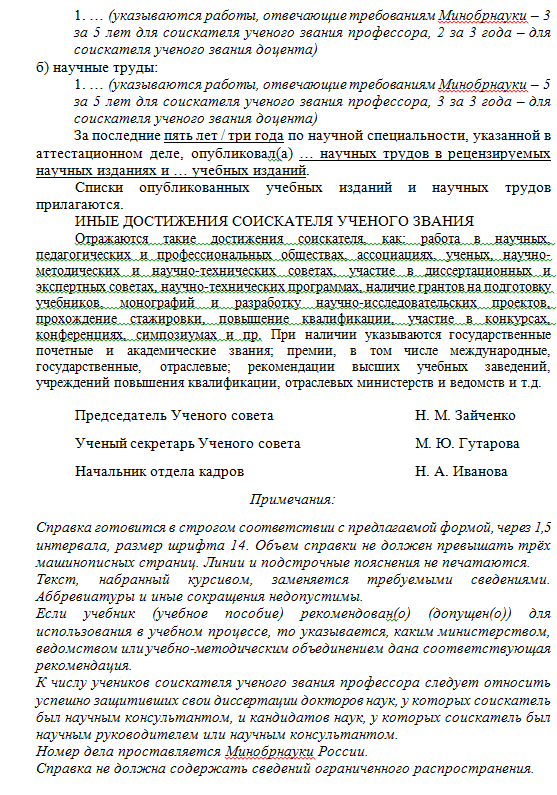 1. … (указываются работы, отвечающие требованиям Минобрнауки – 3
за 5 лет для соискателя ученого звания профессора, 2 за 3 года – для
соискателя ученого звания доцента)
б) научные труды:
1. … (указываются работы, отвечающие требованиям Минобрнауки – 5
за 5 лет для соискателя ученого звания профессора, 3 за 3 года – для
соискателя ученого звания доцента)
За последние пять лет / три года по научной специальности, указанной в
аттестационном деле, опубликовал(а) … научных трудов в рецензируемых
научных изданиях и … учебных изданий.
Списки опубликованных учебных изданий и научных трудов
прилагаются.
ИНЫЕ ДОСТИЖЕНИЯ СОИСКАТЕЛЯ УЧЕНОГО ЗВАНИЯ
Отражаются такие достижения соискателя, как: работа в научных,
педагогических и профессиональных обществах, ассоциациях, ученых, научно-
методических и научно-технических советах, участие в диссертационных и
экспертных советах, научно-технических программах, наличие грантов на подготовку
учебников, монографий и разработку научно-исследовательских проектов,
прохождение стажировки, повышение квалификации, участие в конкурсах,
конференциях, симпозиумах и пр. При наличии указываются государственные
почетные и академические звания; премии, в том числе международные,
государственные, отраслевые; рекомендации высших учебных заведений,
учреждений повышения квалификации, отраслевых министерств и ведомств и т.д.
Председатель Ученого совета Н. М. Зайченко
Ученый секретарь Ученого совета М. Ю. Гутарова
Начальник отдела кадров Н. А. Иванова
Примечания:
Справка готовится в строгом соответствии с предлагаемой формой, через 1,5
интервала, размер шрифта 14. Объем справки не должен превышать трёх
машинописных страниц. Линии и подстрочные пояснения не печатаются.
Текст, набранный курсивом, заменяется требуемыми сведениями.
Аббревиатуры и иные сокращения недопустимы.
Если учебник (учебное пособие) рекомендован(о) (допущен(о)) для
использования в учебном процессе, то указывается, каким министерством,
ведомством или учебно-методическим объединением дана соответствующая
рекомендация.
К числу учеников соискателя ученого звания профессора следует относить
успешно защитивших свои диссертации докторов наук, у которых соискатель
был научным консультантом, и кандидатов наук, у которых соискатель был
научным руководителем или научным консультантом.
Номер дела проставляется Минобрнауки России.
Справка не должна содержать сведений ограниченного распространения.